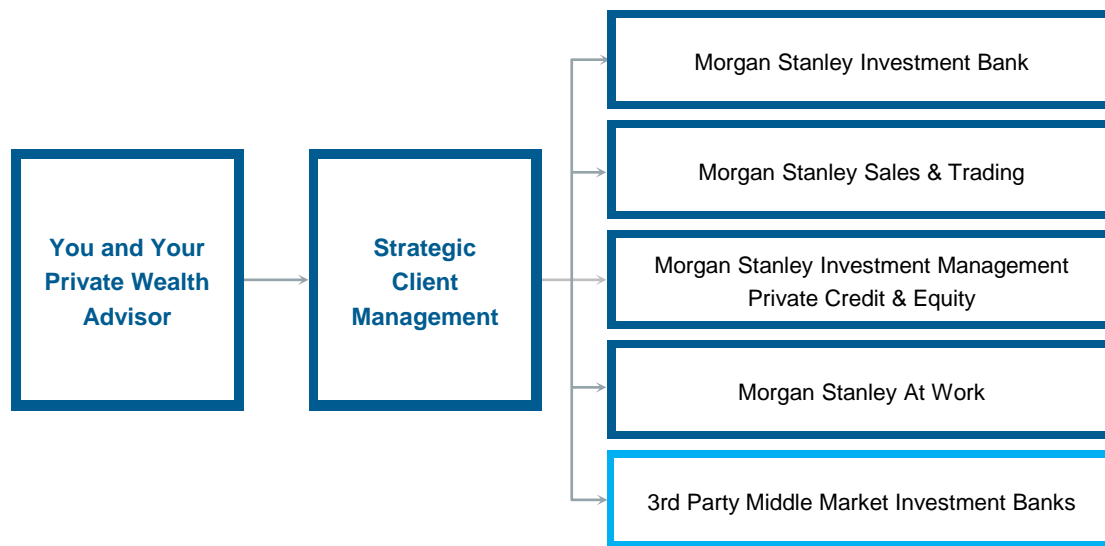 You and Your
Private Wealth
Advisor
Strategic
Client
Management
Morgan Stanley Investment Bank
Morgan Stanley Sales & Trading
Morgan Stanley Investment Management
Private Credit & Equity
Morgan Stanley At Work
3rd Party Middle Market Investment Banks